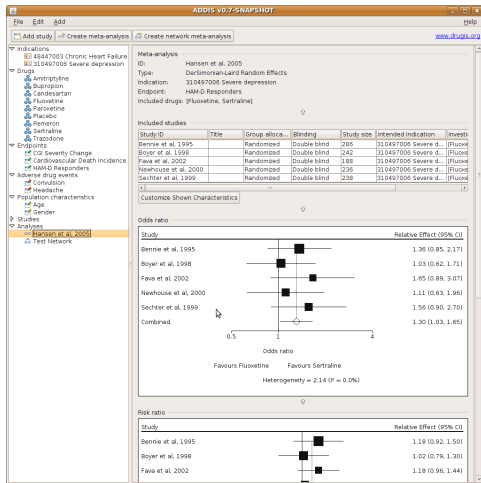 ADDIS v0.7-SNAPSHOT
File Edit Add Help
Add study Create meta-analysis Create network meta-analysis www.drugis.org
Indications
48447003 Chronic Heart Failure
310497006 Severe depression
Drugs
Amitriptyline
Bupropion
Candesartan
Fluoxetine
Paroxetine
Placebo
Remeron
Sertraline
Trazodone
Endpoints
CGI Severity Change
Cardiovascular Death Incidence
HAM-D Responders
Adverse drug events
Convulsion
Headache
Population characteristics
Age
Gender
Studies
Analyses
Hansen et al, 2005
Test Network
Meta-analysis
ID: Hansen et al, 2005
Type: DerSimonian-Laird Random Effects
Indication: 310497006 Severe depression
Endpoint: HAM-D Responders
Included drugs: [Fluoxetine, Sertraline]
Included studies
Study ID Title Group alloca... Blinding Study size Intended Indication Investi
Bennie et al, 1995 Randomized Double blind 286 310497006 Severe d... [Fluoxe
Boyer et al, 1998 Randomized Double blind 242 310497006 Severe d... [Fluoxe
Fava et al, 2002 Randomized Double blind 188 310497006 Severe d... [Fluoxe
Newhouse et al, 2000 Randomized Double blind 236 310497006 Severe d... [Fluoxe
Sechter et al, 1999 Randomized Double blind 238 310497006 Severe d... [Fluoxe
Customize Shown Characteristics
Odds ratio
Study Relative Effect (95% CI)
Bennie et al, 1995 1.36 (0.85, 2.17)
Boyer et al, 1998 1.03 (0.62, 1.71)
Fava et al, 2002 1.65 (0.89, 3.07)
Newhouse et al, 2000 1.11 (0.63, 1.96)
Sechter et al, 1999 1.56 (0.90, 2.70)
Combined 1.30 (1.03, 1.65)
0.5 1 4
Odds ratio
Favours Fluoxetine Favours Sertraline
Heterogeneity = 2.14 (I² = 0.0%)
Risk ratio
Study Relative Effect (95% CI)
Bennie et al, 1995 1.18 (0.92, 1.50)
Boyer et al, 1998 1.02 (0.79, 1.30)
Fava et al, 2002 1.18 (0.96, 1.44)